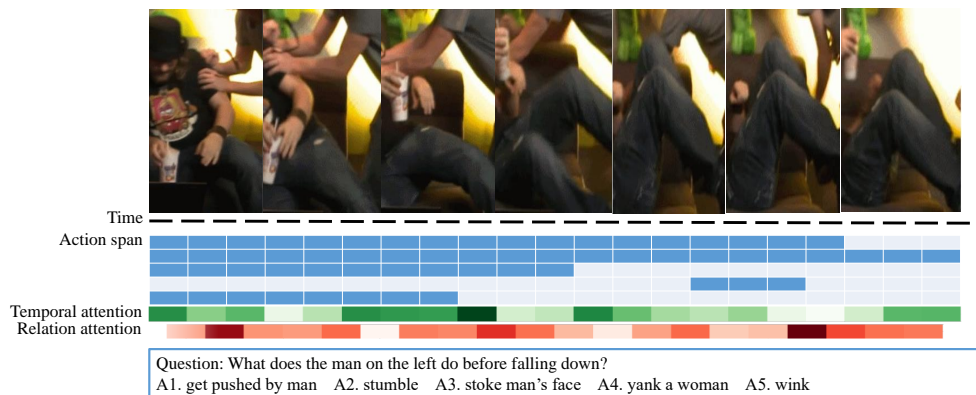 Time
Action span
Temporal attention
Relation attention
Question: What does the man on the left do before falling down?
A1. get pushed by man A2. stumble A3. stoke man's face A4. yank a woman A5. wink